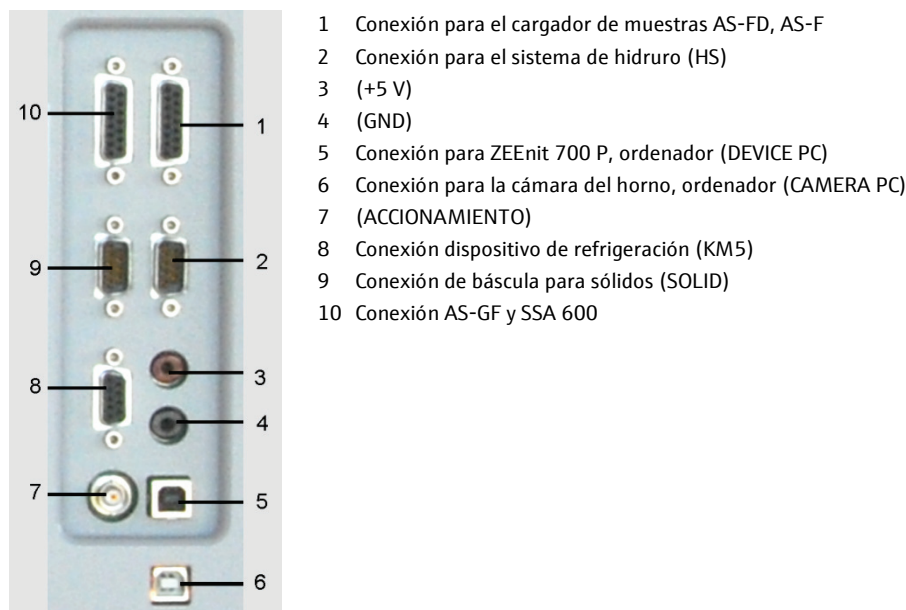 10
1
9
2
8
3
4
7
5
6
1 Conexión para el cargador de muestras AS-FD, AS-F
2 Conexión para el sistema de hidruro (HS)
3 (+5 V)
4 (GND)
5 Conexión para ZEEnit 700 P, ordenador (DEVICE PC)
6 Conexión para la cámara del horno, ordenador (CAMERA PC)
7 (ACCIONAMIENTO)
8 Conexión dispositivo de refrigeración (KM5)
9 Conexión de báscula para sólidos (SOLID)
10 Conexión AS-GF y SSA 600